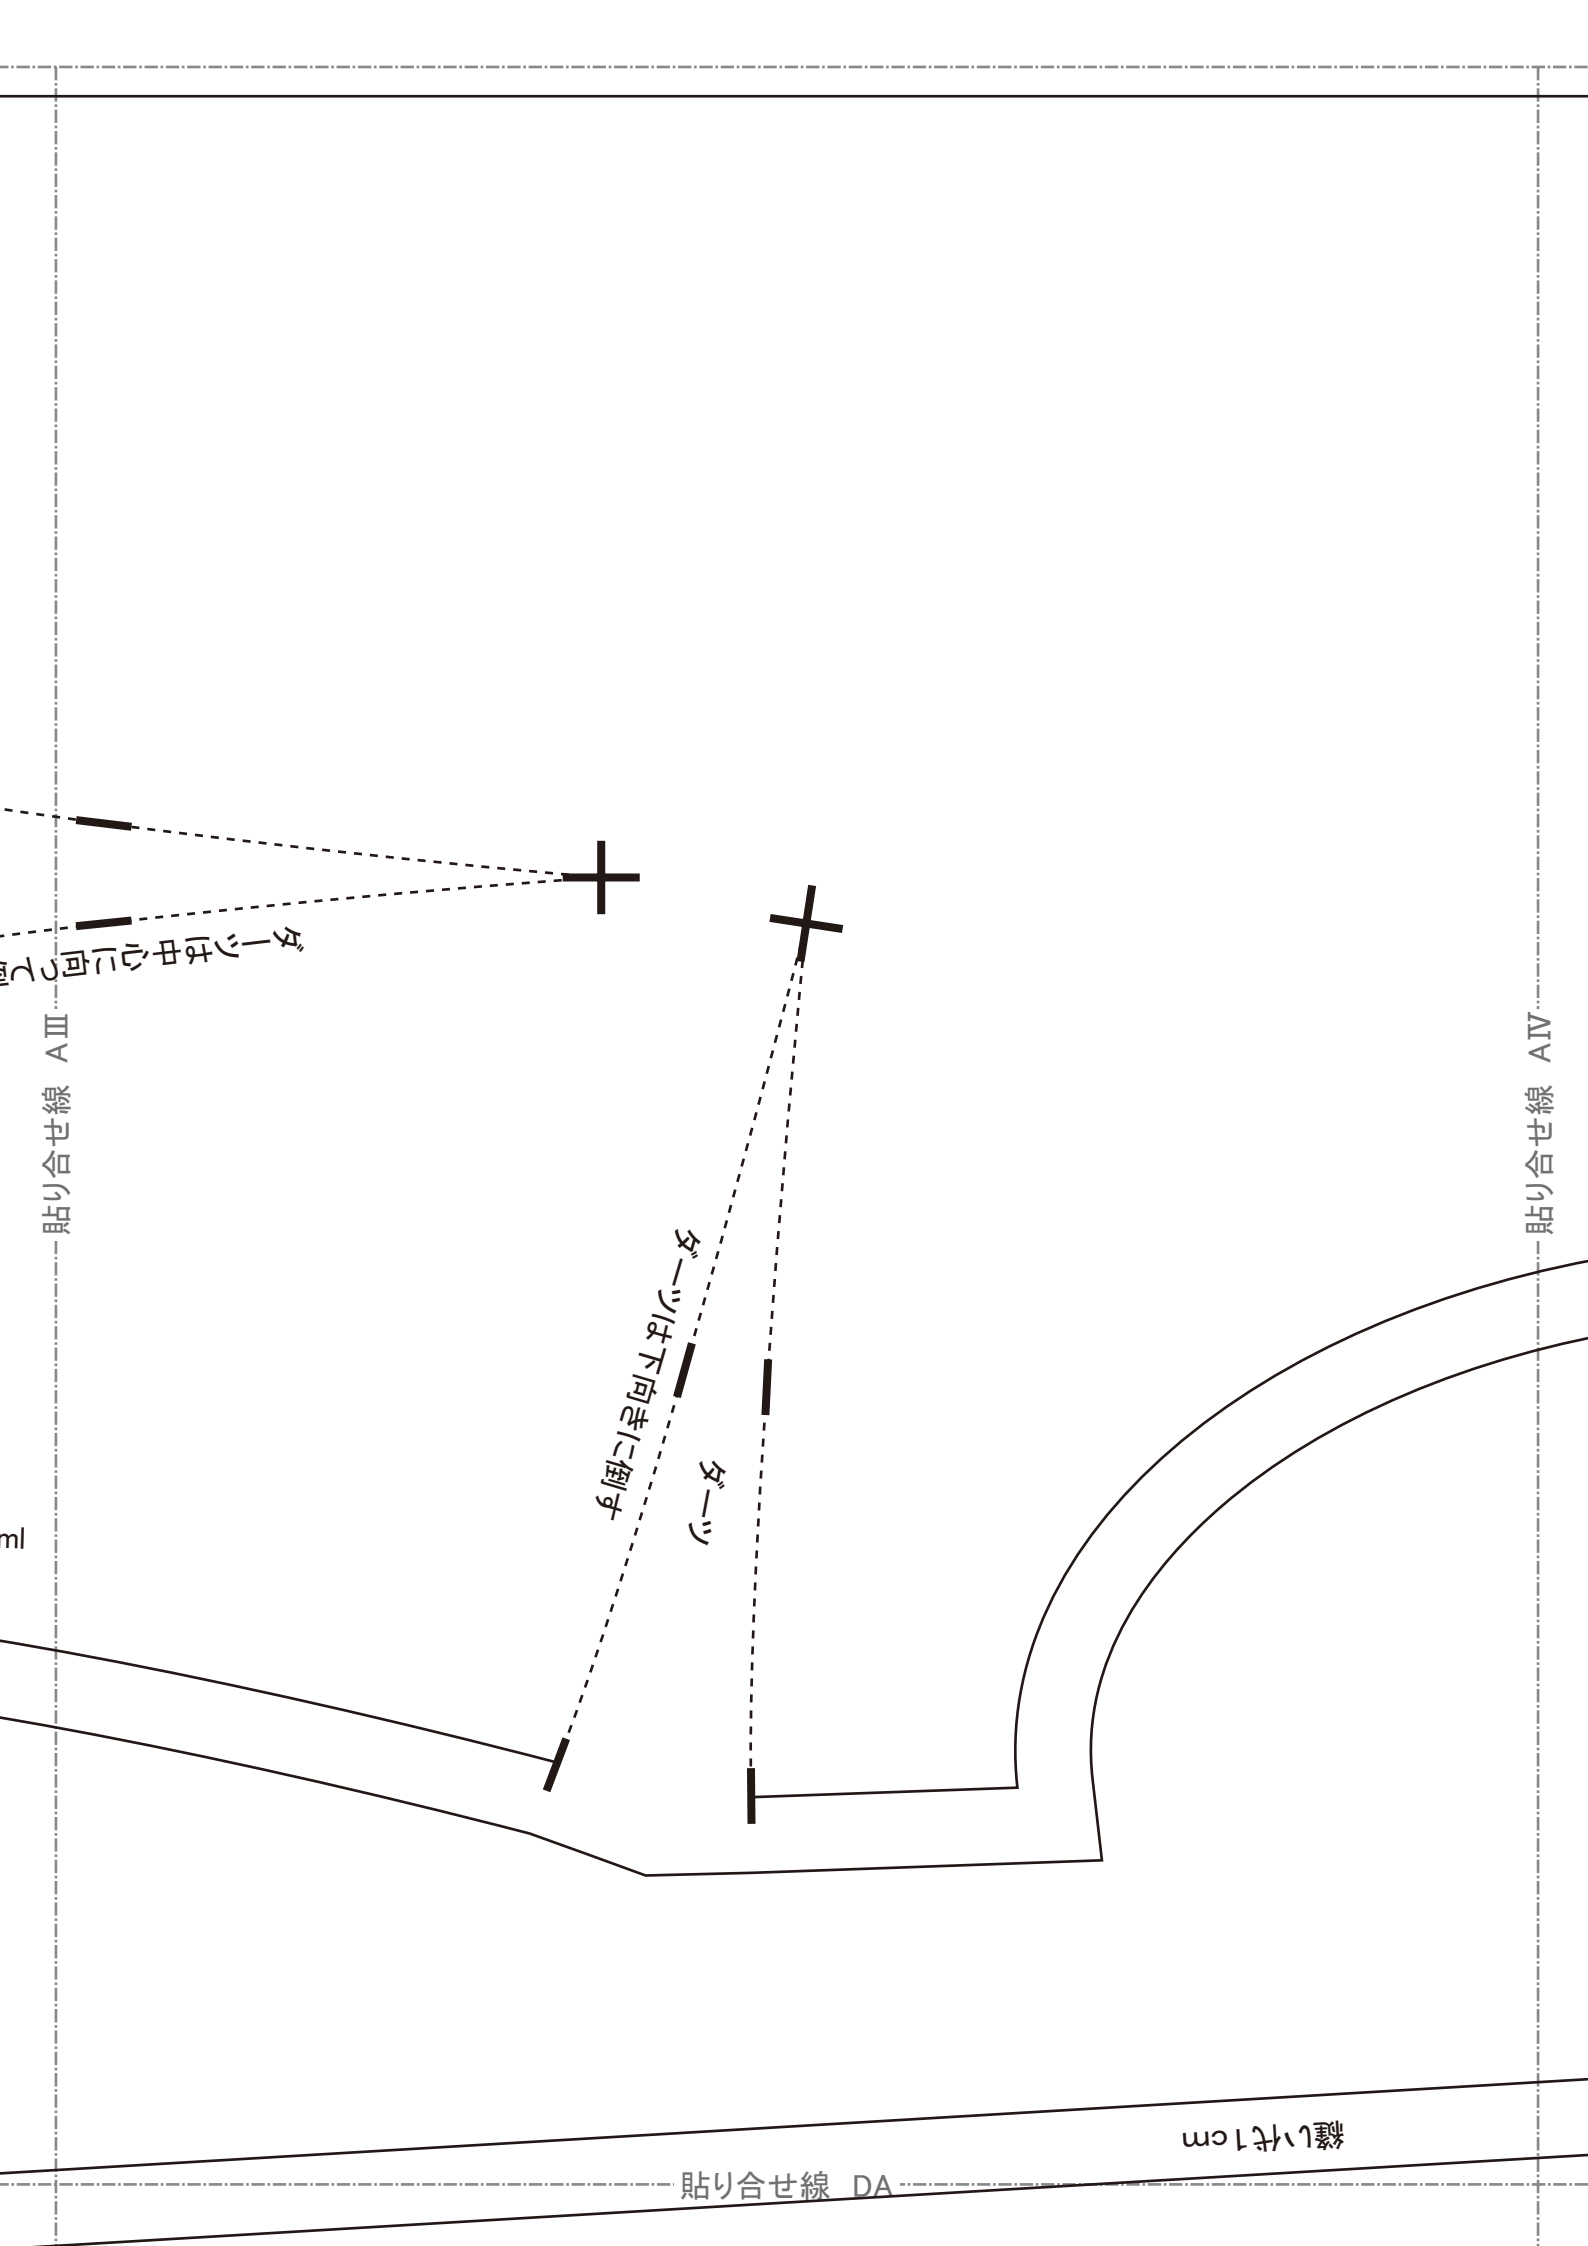 ダーツは中心に向って倒
貼り合せ線　AⅢ
貼り合せ線　AⅣ
ダーツは下向きに倒す
ダーツ
ml
縫い代1cm
貼り合せ線　DA